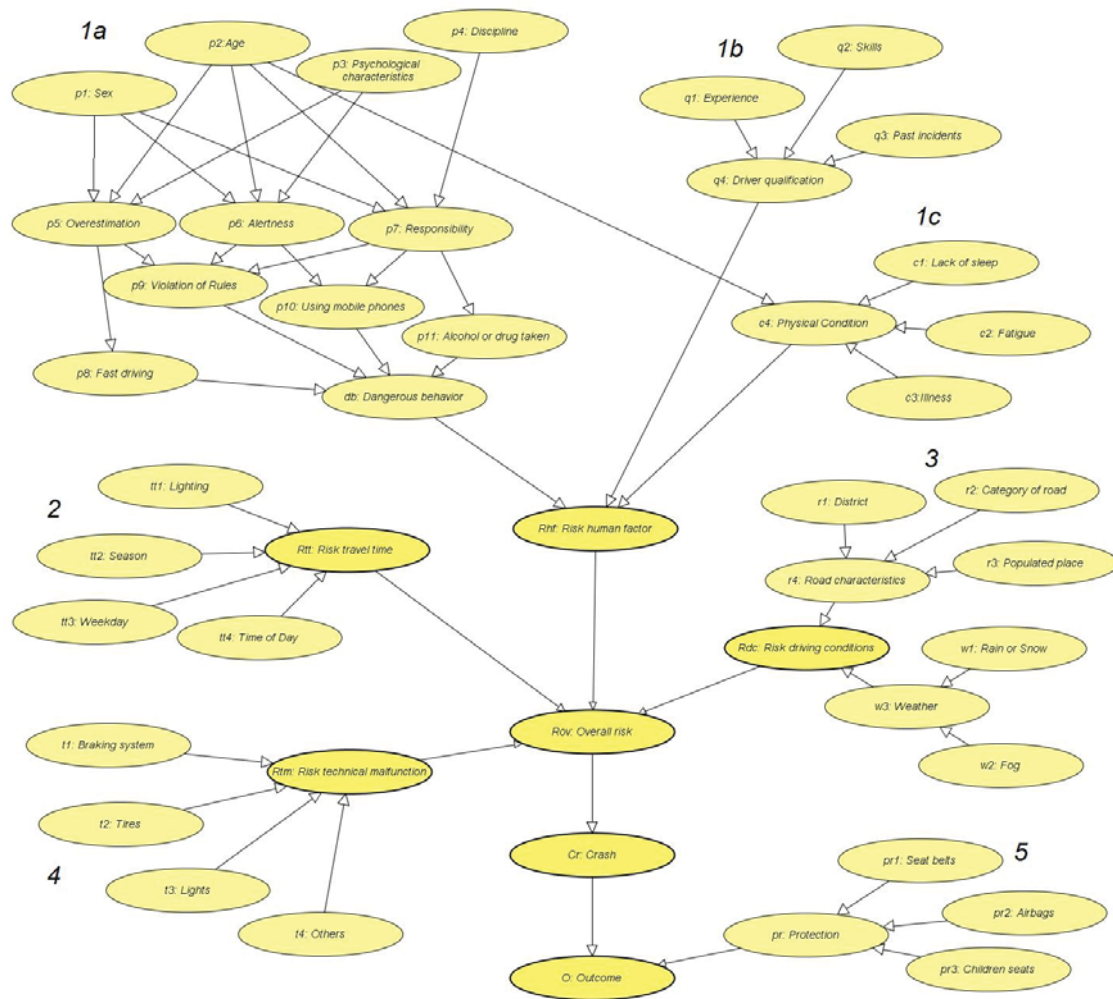 1a
p2:Age
p4: Discipline
p3: Psychological
characteristics
p1: Sex
p5: Overestimation
p6: Alertness
p7: Responsibility
p9: Violation of Rules
p10: Using mobile phones
p11: Alcohol or drug taken
p8: Fast driving
db: Dangerous behavior
1b
q2: Skills
q1: Experience
q3: Past incidents
q4: Driver qualification
1c
c1: Lack of sleep
c4: Physical Condition
c2: Fatigue
c3:Illness
2
tt1: Lighting
Rtt: Risk travel time
tt2: Season
tt3: Weekday
tt4: Time of Day
Rhf: Risk human factor
3
r2: Category of road
r1: District
r3: Populated place
r4: Road characteristics
Rdc: Risk driving conditions
w1: Rain or Snow
w3: Weather
w2: Fog
Rov: Overall risk
t1: Braking system
Rtm: Risk technical malfunction
t2: Tires
4
t3: Lights
t4: Others
Cr: Crash
5
pr1: Seat belts
pr2: Airbags
pr: Protection
pr3: Children seats
O: Outcome